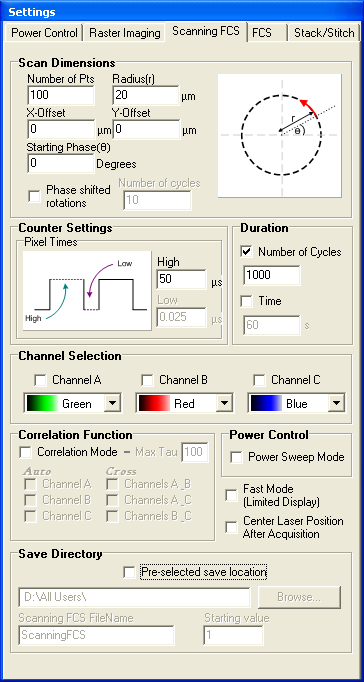 Settings
Power Control Raster Imaging Scanning FCS FCS Stack/Stitch
Scan Dimensions
Number of Pts Radius(r)
100 20 µm
X-Offset Y-Offset
0 µm 0 µm
Starting Phase(θ)
0 Degrees
Phase shifted rotations
Number of cycles
10
r
θ
Counter Settings
Pixel Times
Low
High
High
50 µs
Low
0.025 µs
Duration
Number of Cycles
1000
Time
60 s
Channel Selection
Channel A Channel B Channel C
Green Red Blue
Correlation Function
Correlation Mode - Max Tau 100
Auto Cross
Channel A Channels A_B
Channel B Channels A_C
Channel C Channels B_C
Power Control
Power Sweep Mode
Fast Mode
(Limited Display)
Center Laser Position
After Acquisition
Save Directory
Pre-selected save location
D:\All Users\ Browse...
Scanning FCS FileName Starting value
ScanningFCS 1